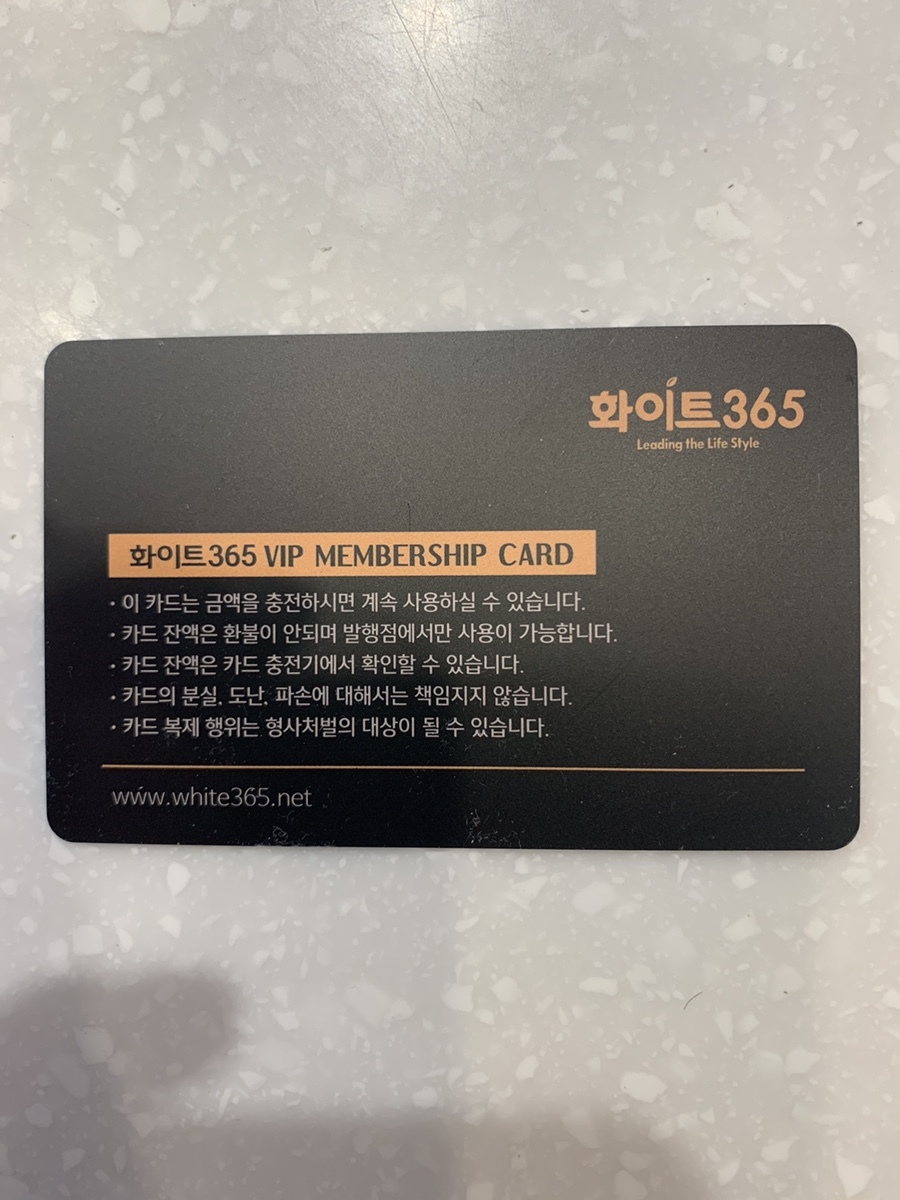 화이트365
Leading the Life Style
화이트365 VIP MEMBERSHIP CARD
· 이 카드는 금액을 충전하시면 계속 사용하실 수 있습니다.
· 카드 잔액은 환불이 안되며 발행점에서만 사용이 가능합니다.
· 카드 잔액은 카드 충전기에서 확인할 수 있습니다.
· 카드의 분실, 도난, 파손에 대해서는 책임지지 않습니다.
· 카드 복제 행위는 형사처벌의 대상이 될 수 있습니다.
www.white365.net